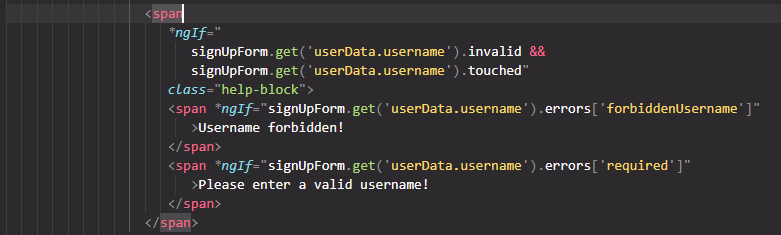 <span
*ngIf="
signUpForm.get('userData.username').invalid &&
signUpForm.get('userData.username').touched"
class="help-block">
<span *ngIf="signUpForm.get('userData.username').errors['forbiddenUsername']"
>Username forbidden!
</span>
<span *ngIf="signUpForm.get('userData.username').errors['required']"
>Please enter a valid username!
</span>
</span>